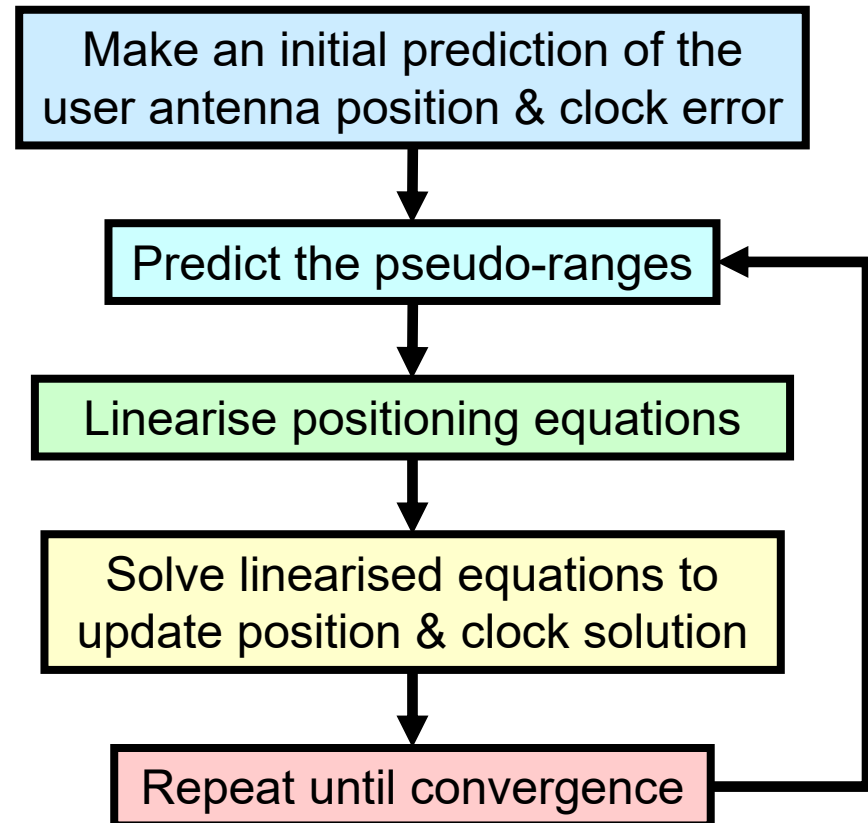 Make an initial prediction of the
user antenna position & clock error
Predict the pseudo-ranges
Linearise positioning equations
Solve linearised equations to
update position & clock solution
Repeat until convergence